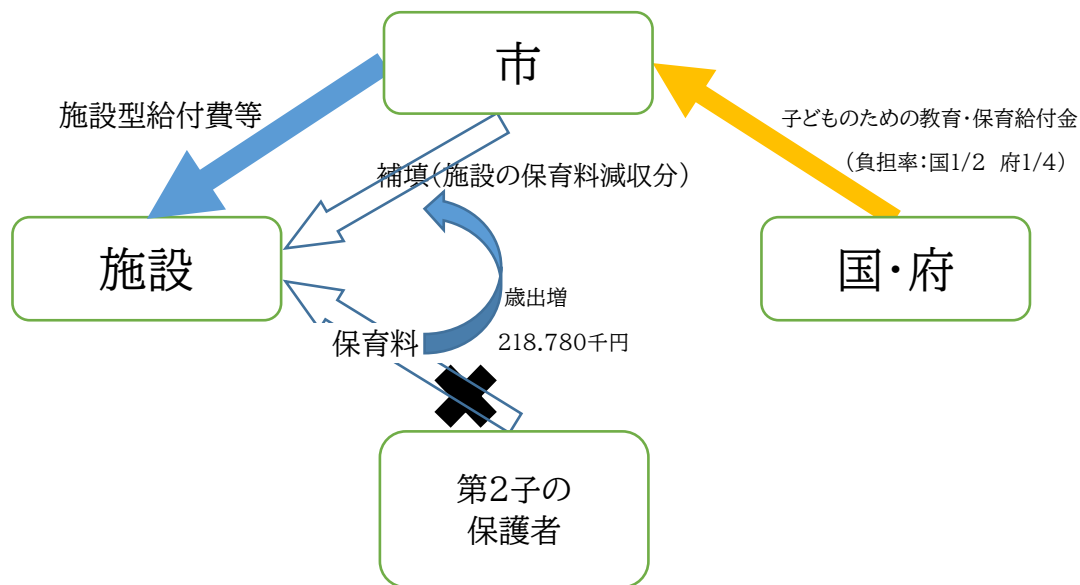 市
施設型給付費等
子どものための教育・保育給付金
（負担率：国1/2　府1/4）
補填（施設の保育料減収分）
施設
国・府
歳出増
保育料
218.780千円
第2子の
保護者